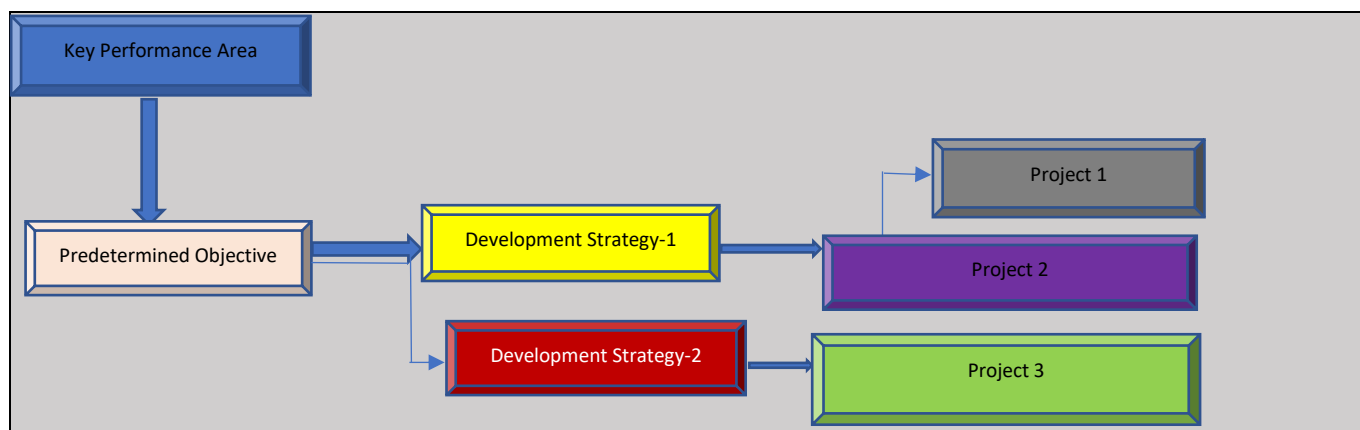 Key Performance Area
Project 1
Predetermined Objective
Development Strategy-1
Project 2
Development Strategy-2
Project 3